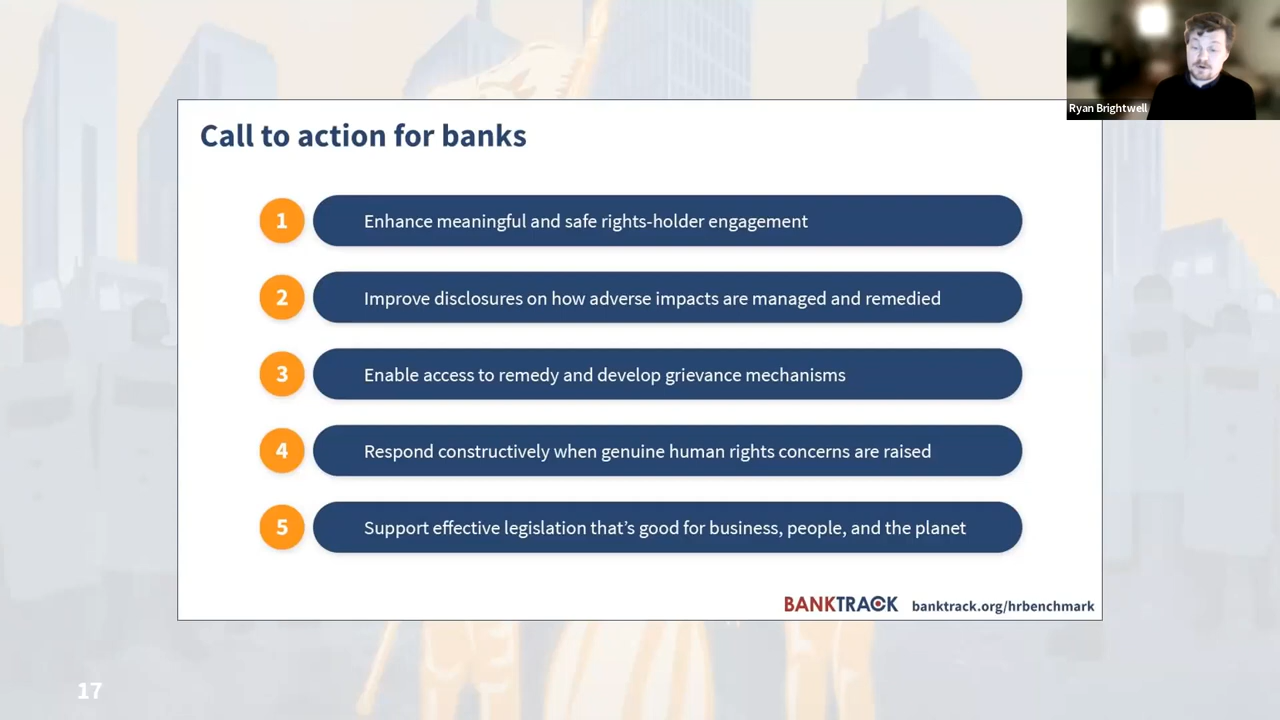 Ryan Brightwell
Call to action for banks
1 Enhance meaningful and safe rights-holder engagement
2 Improve disclosures on how adverse impacts are managed and remedied
3 Enable access to remedy and develop grievance mechanisms
4 Respond constructively when genuine human rights concerns are raised
5 Support effective legislation that’s good for business, people, and the planet
BANKTRACK banktrack.org/hrbenchmark
17